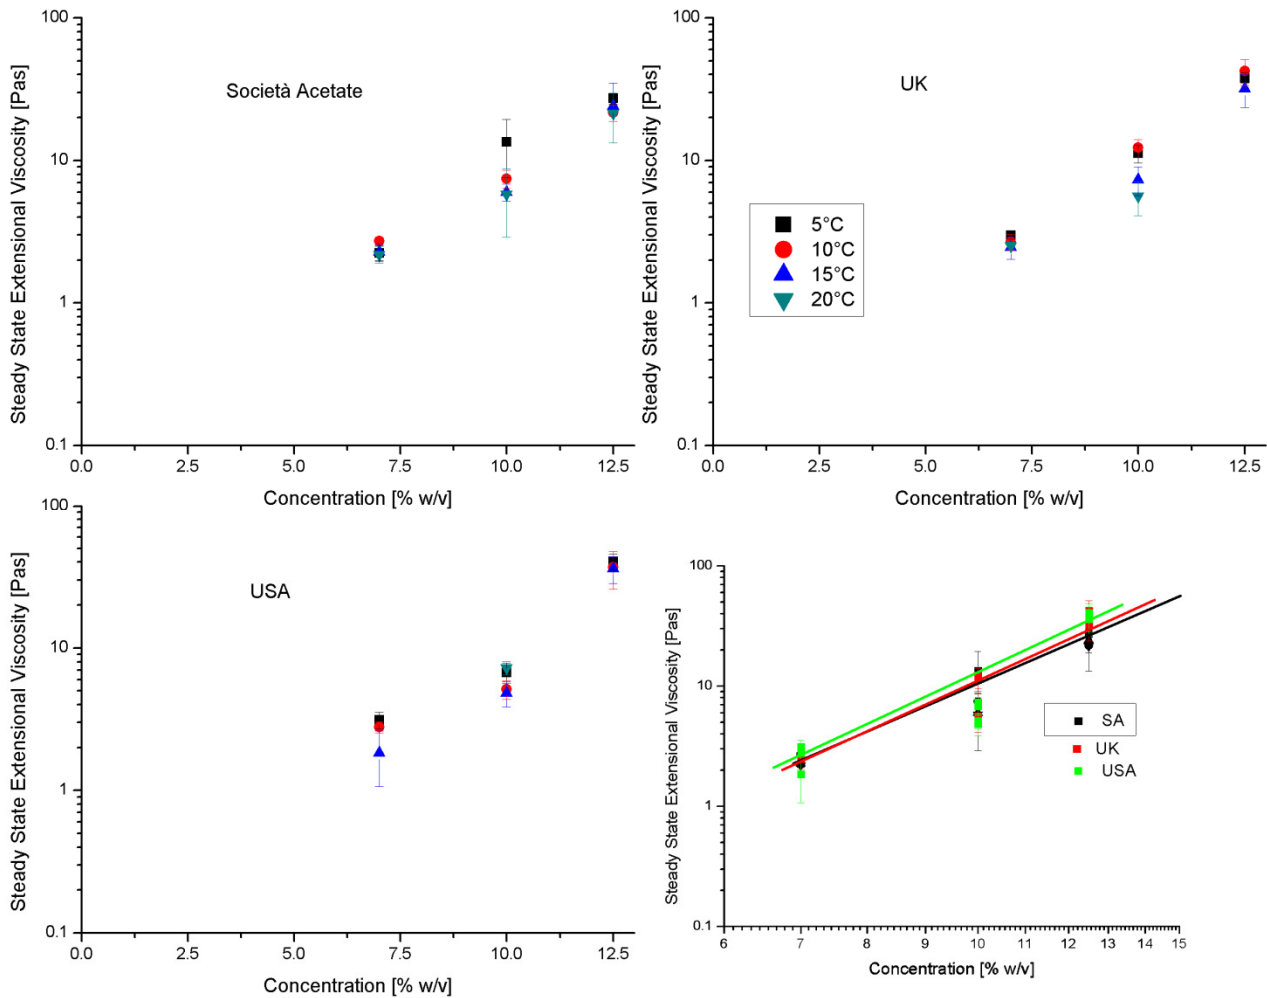 100
10
1
0.1
Steady State Extensional Viscosity [Pas]
Società Acetate
0.0 2.5 5.0 7.5 10.0 12.5
Concentration [% w/v]
100
10
1
0.1
Steady State Extensional Viscosity [Pas]
UK
5°C
10°C
15°C
20°C
0.0 2.5 5.0 7.5 10.0 12.5
Concentration [% w/v]
100
10
1
0.1
Steady State Extensional Viscosity [Pas]
USA
0.0 2.5 5.0 7.5 10.0 12.5
Concentration [% w/v]
100
10
1
0.1
Steady State Extensional Viscosity [Pas]
SA
UK
USA
6 7 8 9 10 11 12 13 14 15
Concentration [% w/v]